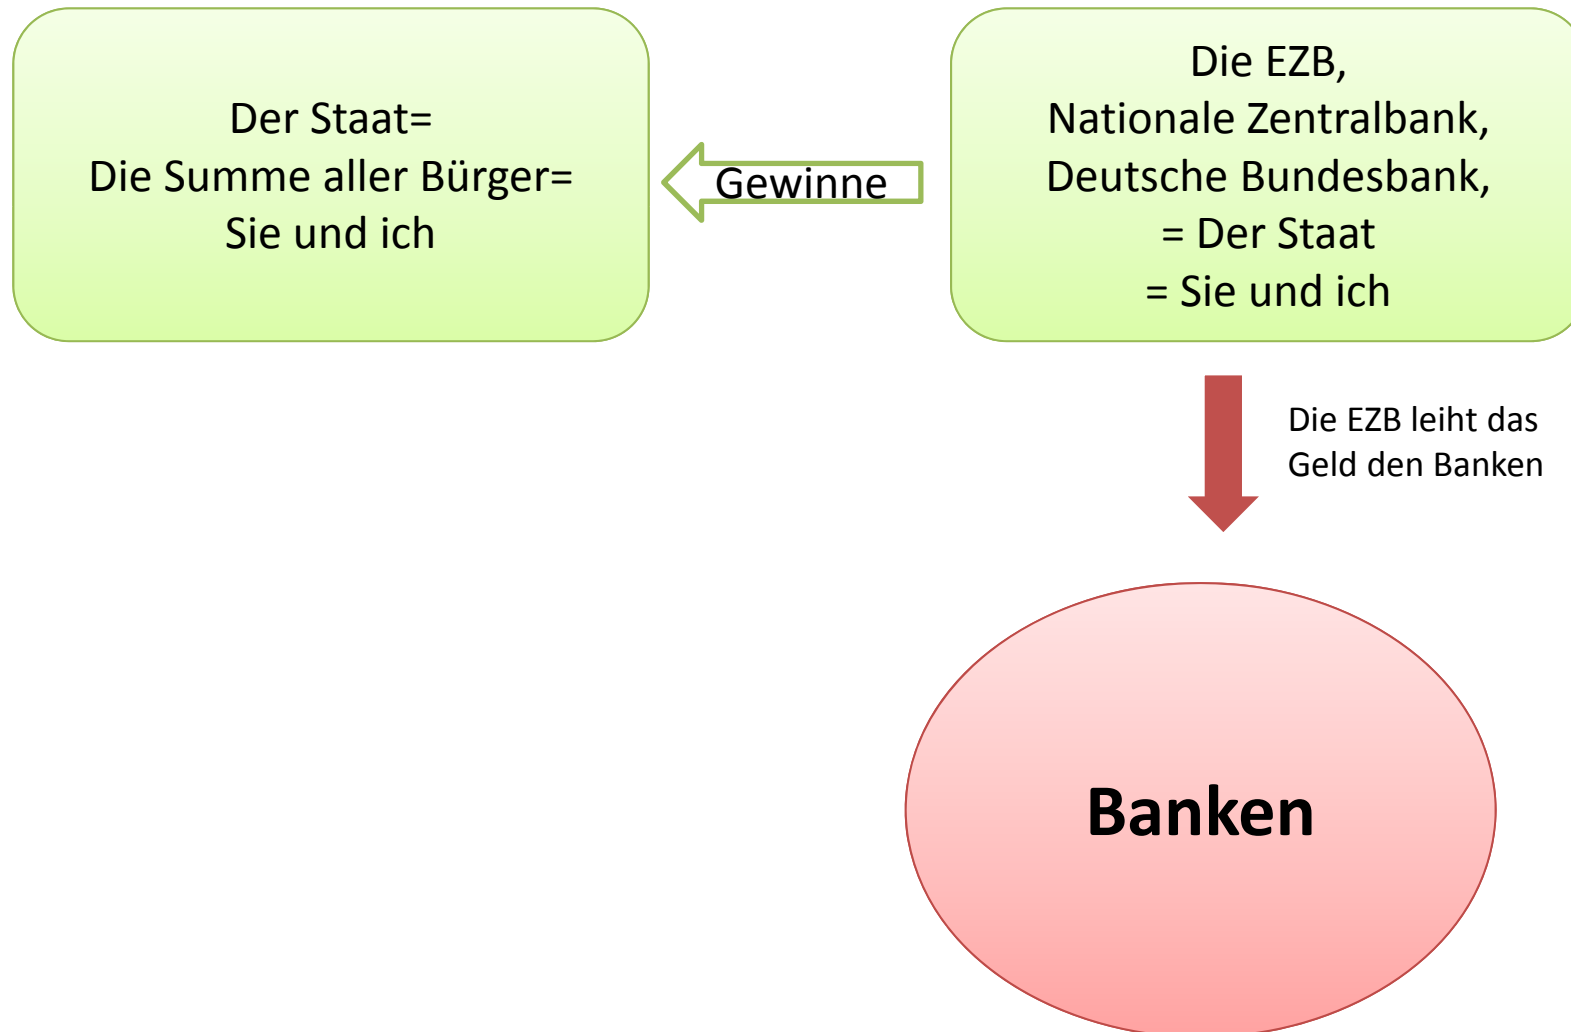 Der Staat=
Die Summe aller Bürger=
Sie und ich
Gewinne
Die EZB,
Nationale Zentralbank,
Deutsche Bundesbank,
= Der Staat
= Sie und ich
Die EZB leiht das
Geld den Banken
Banken